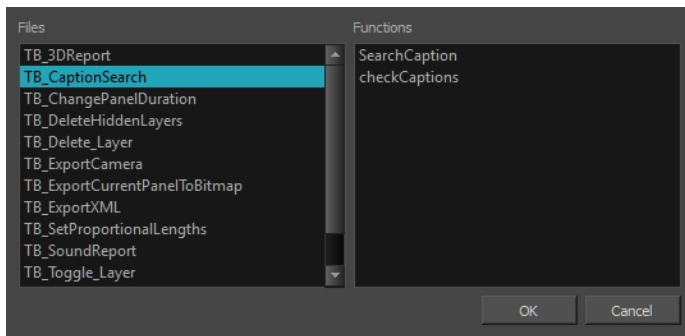 Files
TB_3DReport
TB_CaptionSearch
TB_ChangePanelDuration
TB_DeleteHiddenLayers
TB_Delete_Layer
TB_ExportCamera
TB_ExportCurrentPanelToBitmap
TB_ExportXML
TB_SetProportionalLengths
TB_SoundReport
TB_Toggle_Layer
Functions
SearchCaption
checkCaptions
OK
Cancel